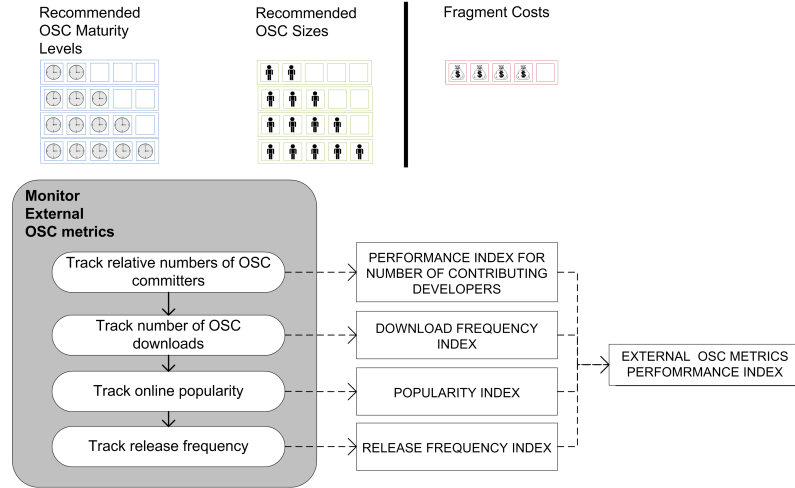 Recommended
OSC Maturity
Levels
Recommended
OSC Sizes
Fragment Costs
Monitor
External
OSC metrics
Track relative numbers of OSC
committers
Track number of OSC
downloads
Track online popularity
Track release frequency
PERFORMANCE INDEX FOR
NUMBER OF CONTRIBUTING
DEVELOPERS
DOWNLOAD FREQUENCY
INDEX
POPULARITY INDEX
RELEASE FREQUENCY INDEX
EXTERNAL OSC METRICS
PERFOMRMANCE INDEX